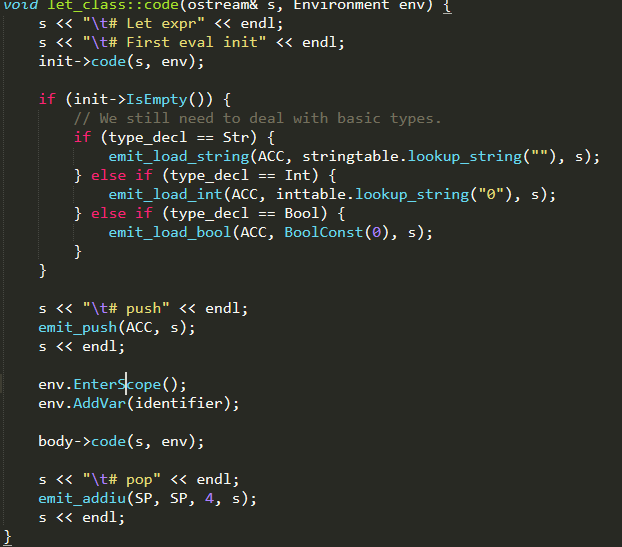 void let_class::code(ostream& s, Environment env) {
    s << "\t# Let expr" << endl;
    s << "\t# First eval init" << endl;
    init->code(s, env);

    if (init->IsEmpty()) {
        // We still need to deal with basic types.
        if (type_decl == Str) {
            emit_load_string(ACC, stringtable.lookup_string(""), s);
        } else if (type_decl == Int) {
            emit_load_int(ACC, inttable.lookup_string("0"), s);
        } else if (type_decl == Bool) {
            emit_load_bool(ACC, BoolConst(0), s);
        }
    }

    s << "\t# push" << endl;
    emit_push(ACC, s);
    s << endl;

    env.EnterScope();
    env.AddVar(identifier);

    body->code(s, env);

    s << "\t# pop" << endl;
    emit_addiu(SP, SP, 4, s);
    s << endl;
}